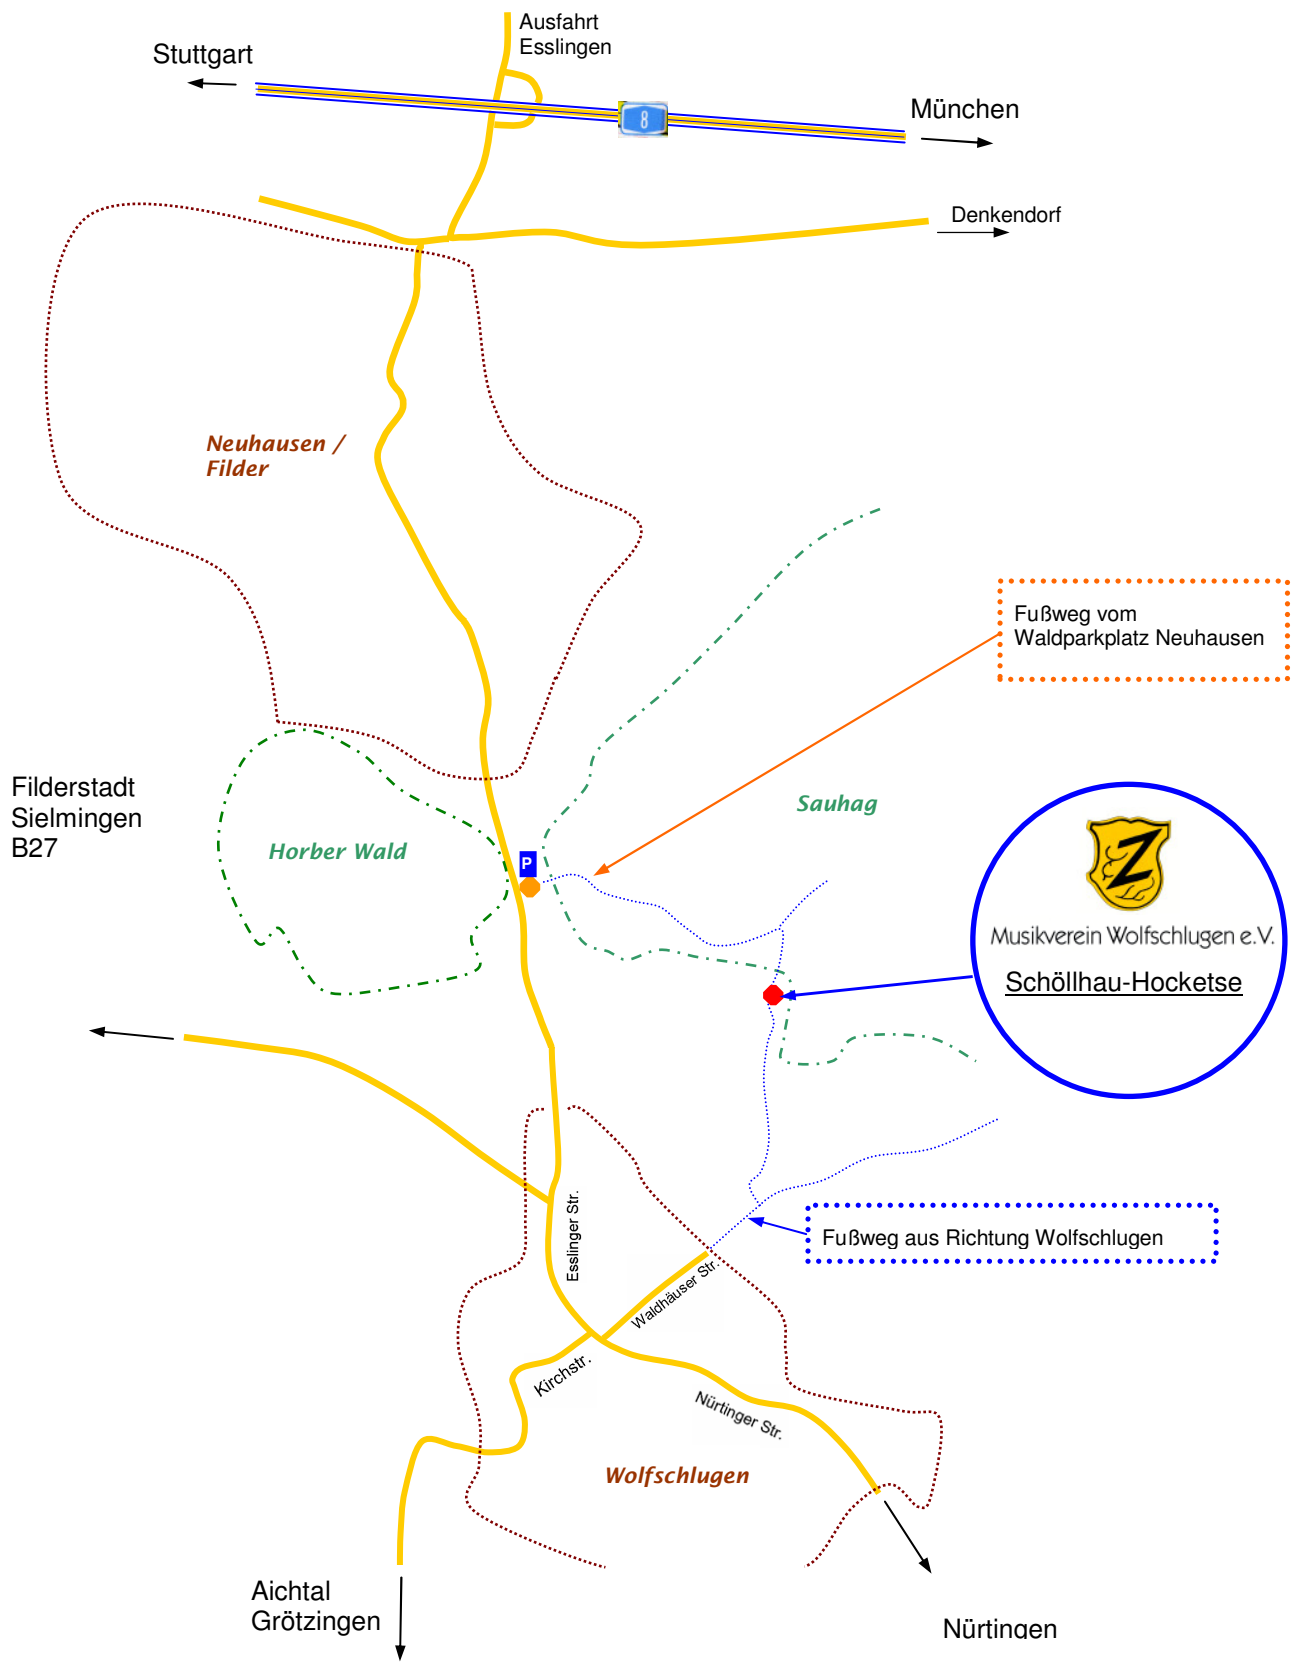 Ausfahrt
Esslingen
Stuttgart
8
München
Denkendorf
Neuhausen /
Filder
Fußweg vom
Waldparkplatz Neuhausen
Filderstadt
Sielmingen
B27
Sauhag
Horber Wald
P
Z
Musikverein Wolfschlugen e.V.
Schöllhau-Hocketse
Esslinger Str.
Fußweg aus Richtung Wolfschlugen
Waldhäuser Str.
Kirchstr.
Nürtinger Str.
Wolfschlugen
Aichtal
Grötzingen
Nürtingen